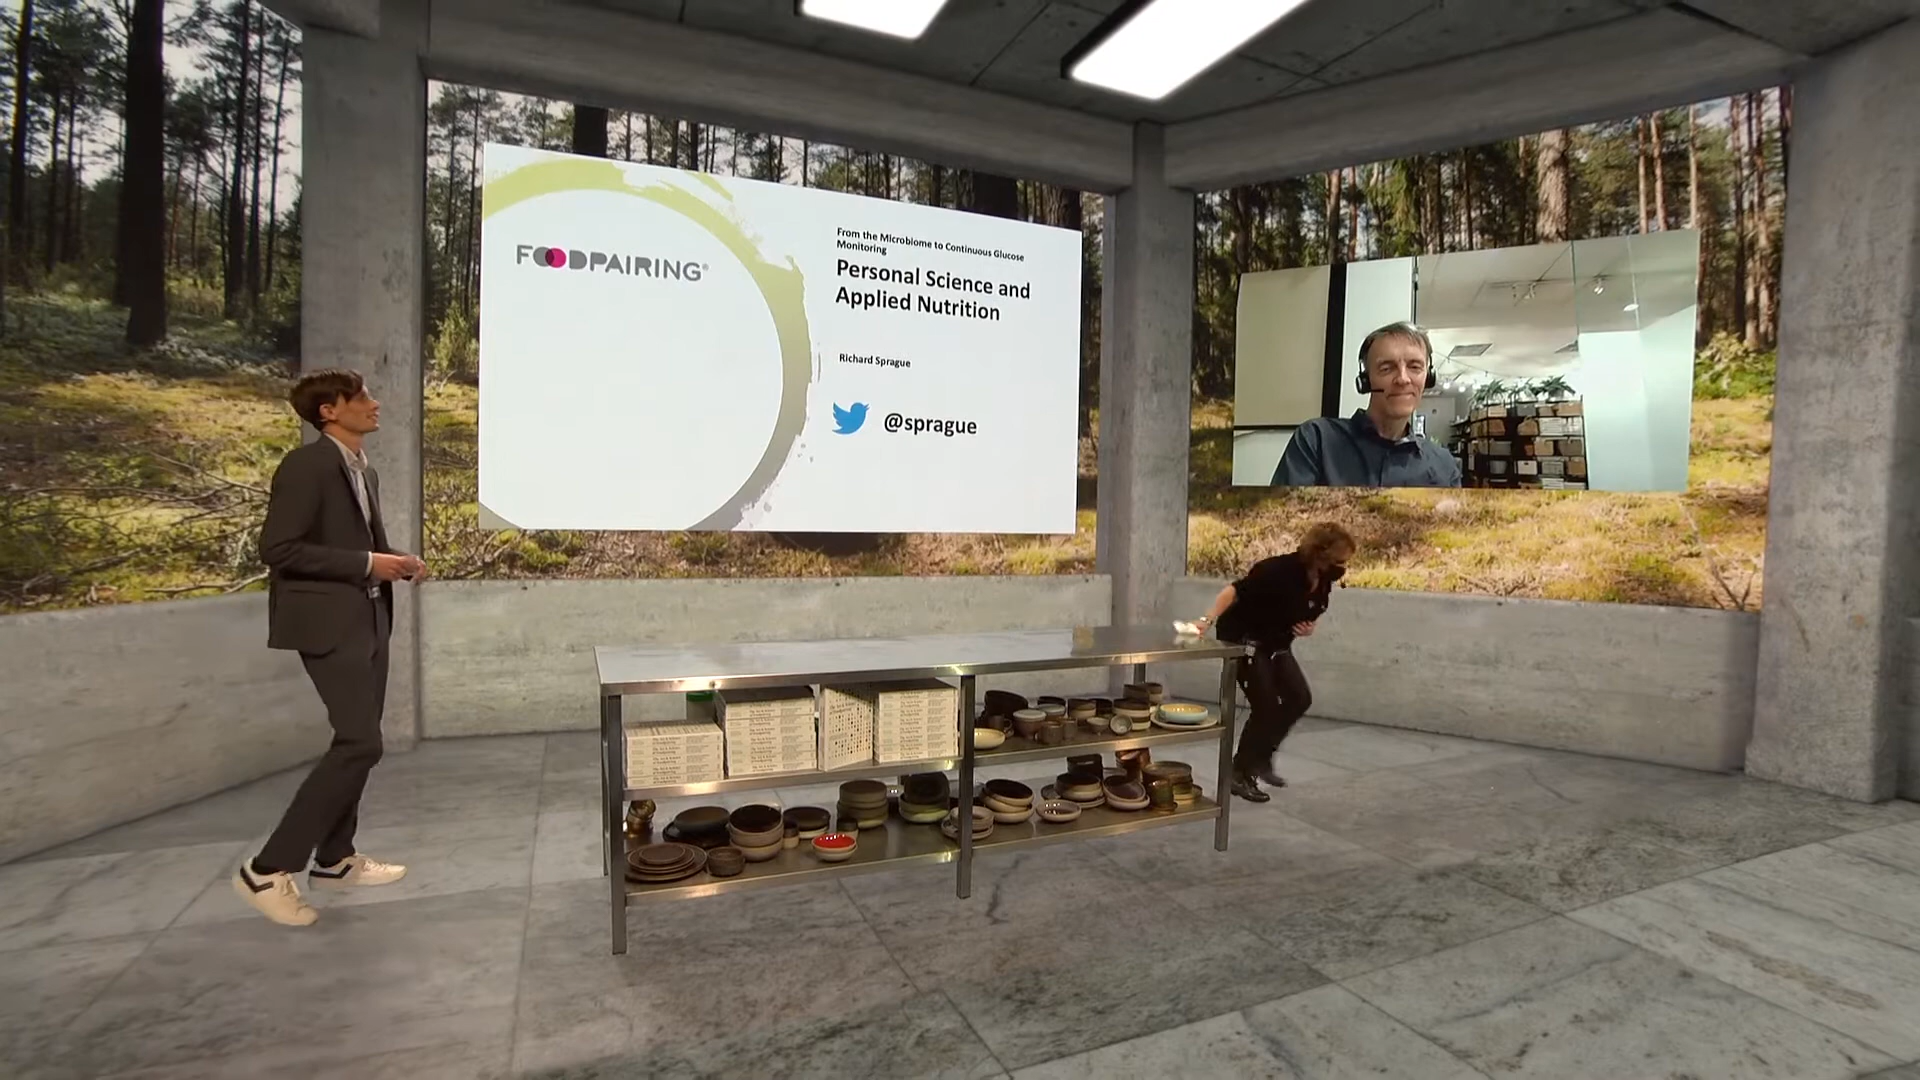 FOODPAIRING®
From the Microbiome to Continuous Glucose
Monitoring
Personal Science and
Applied Nutrition
Richard Sprague
@sprague